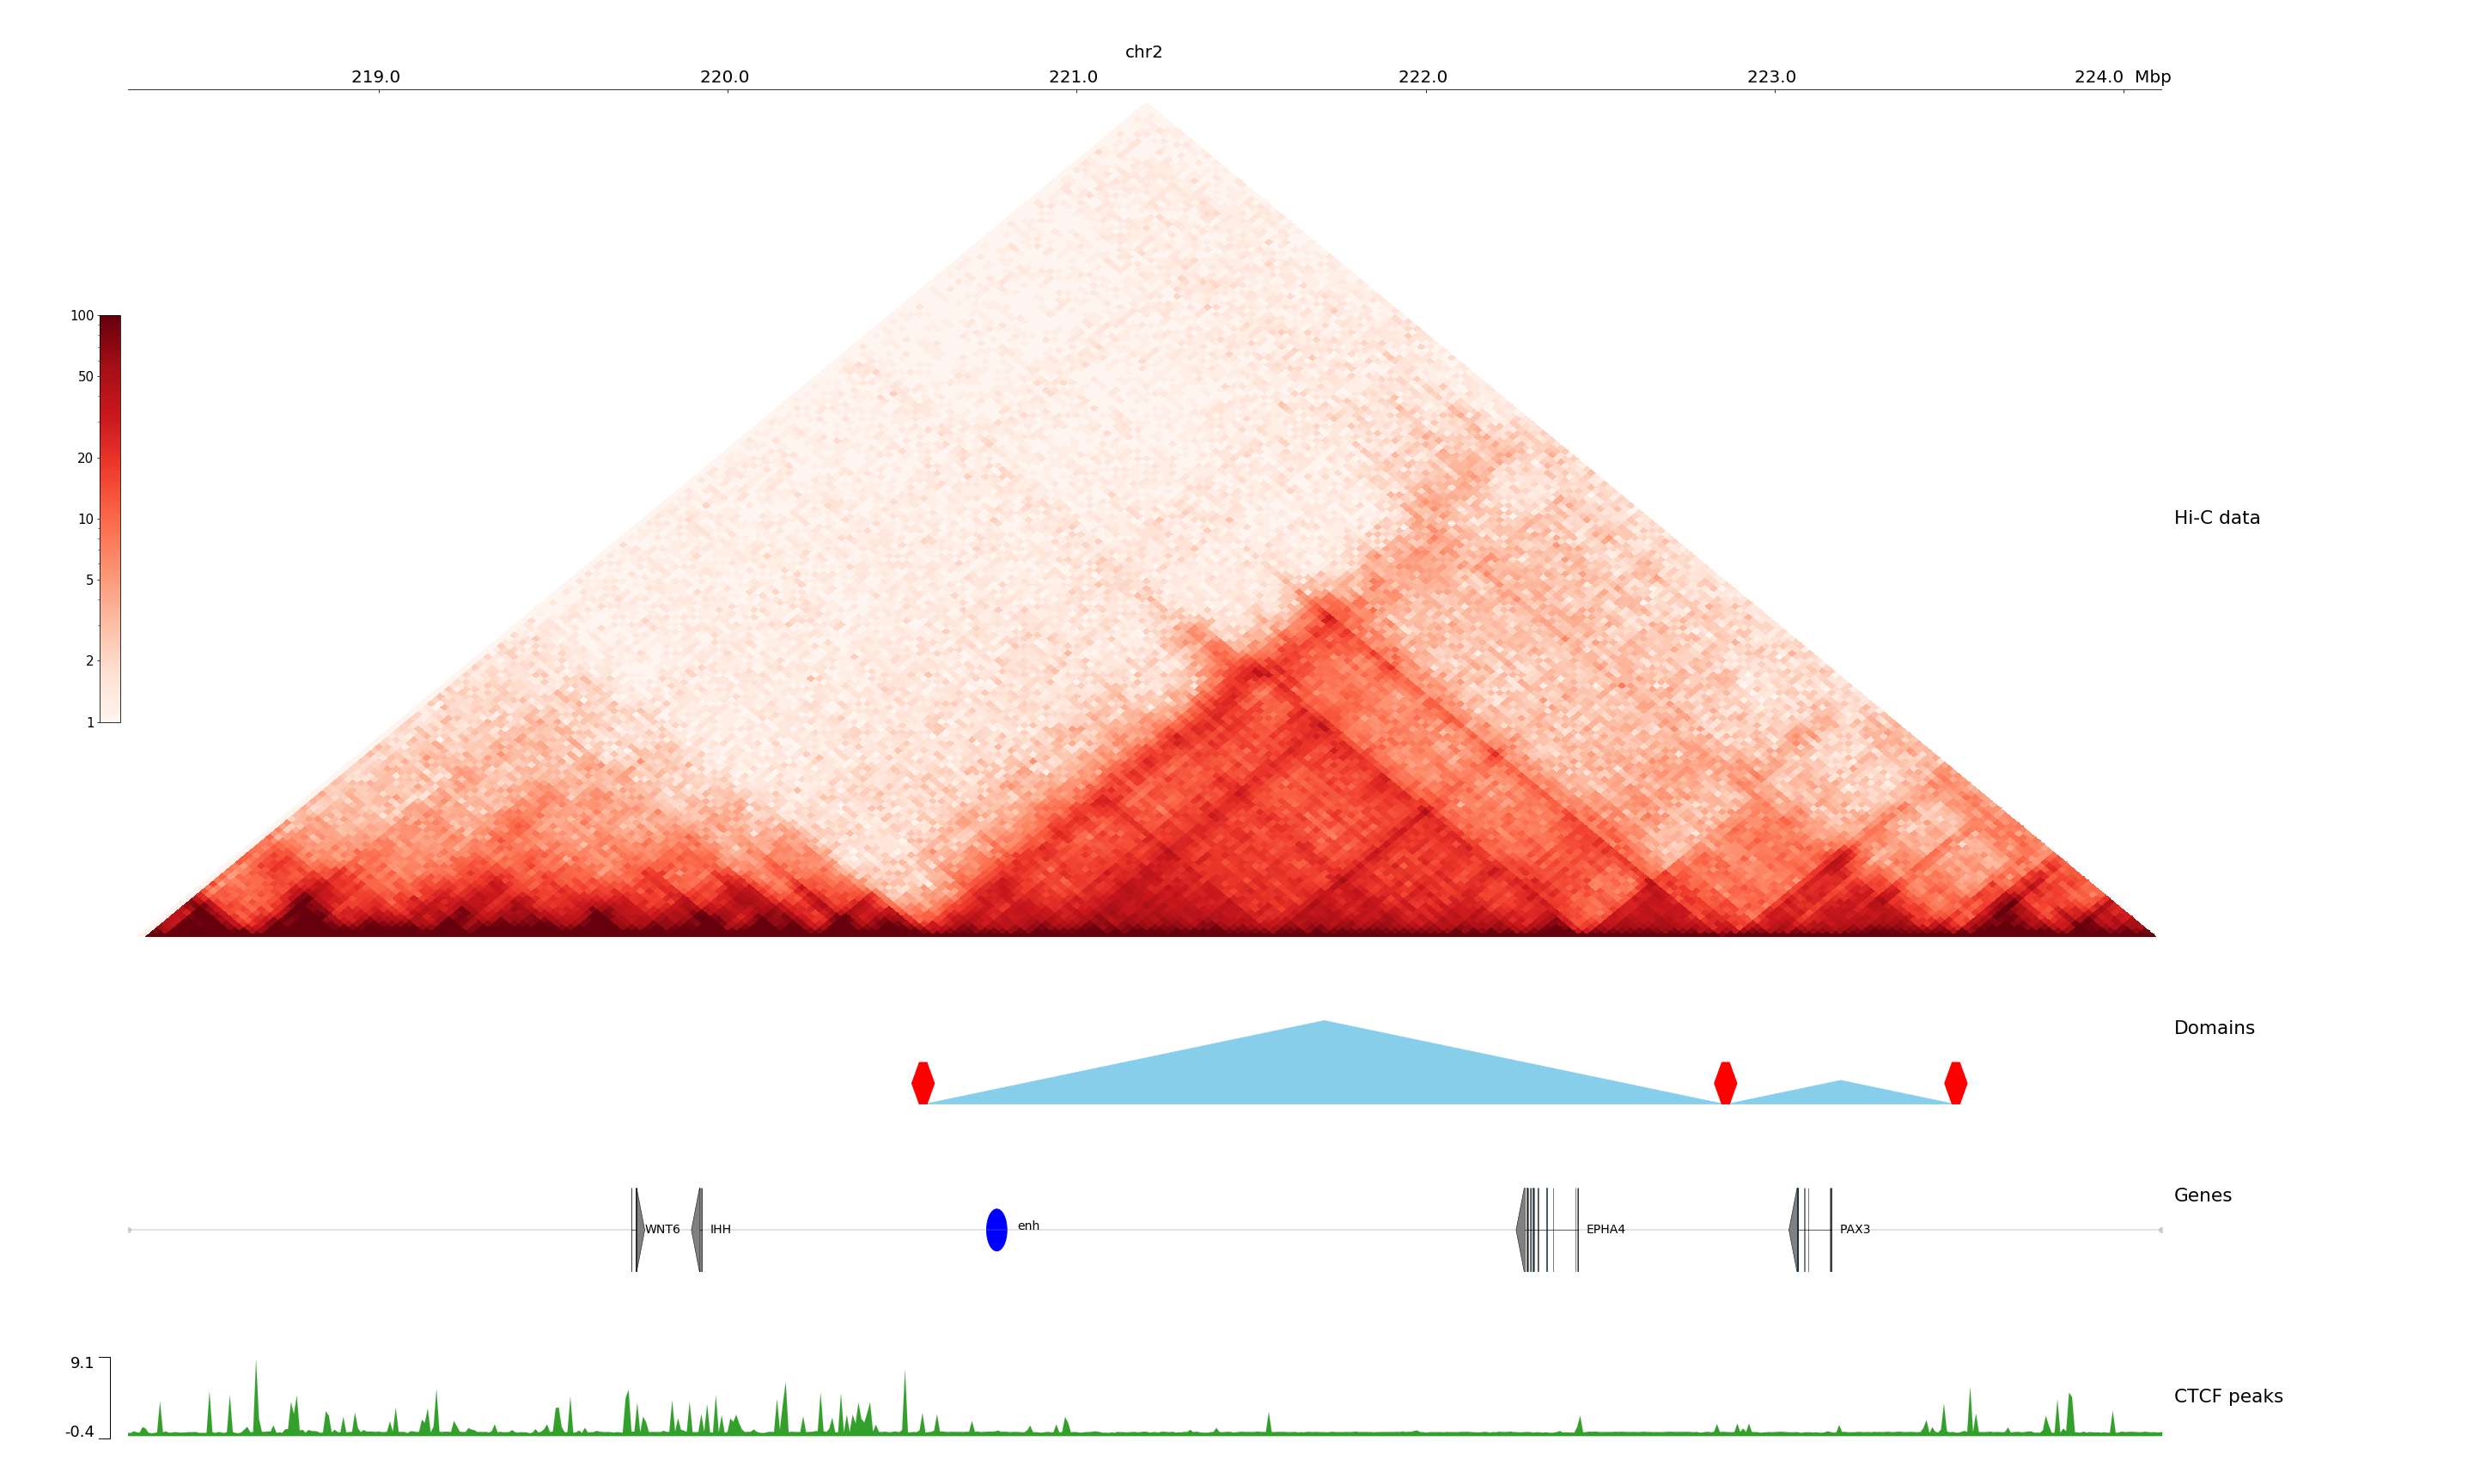 chr2
219.0 220.0 221.0 222.0 223.0 224.0 Mbp
100
50
20
10
5
2
1
Hi-C data
Domains
Genes
WNT6 IHH enh EPHA4 PAX3
9.1
-0.4
CTCF peaks